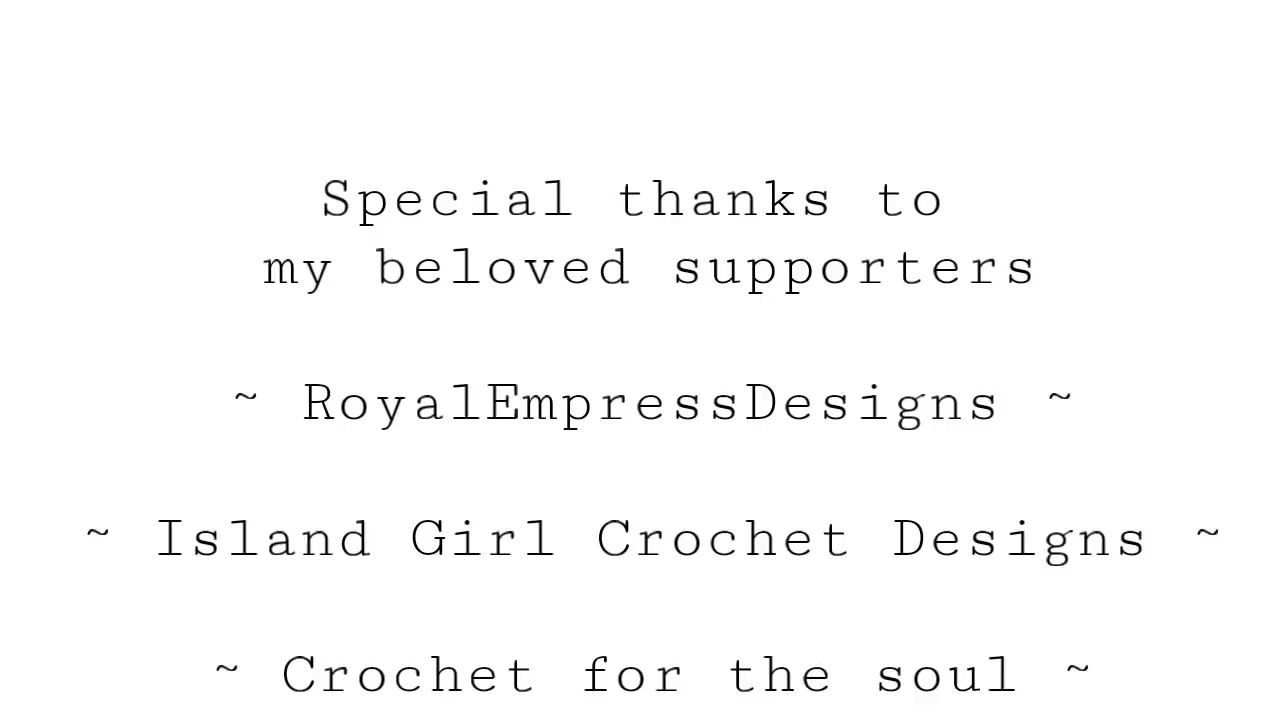 Special thanks to
my beloved supporters
~ RoyalEmpressDesigns ~
~ Island Girl Crochet Designs ~
~ Crochet for the soul ~